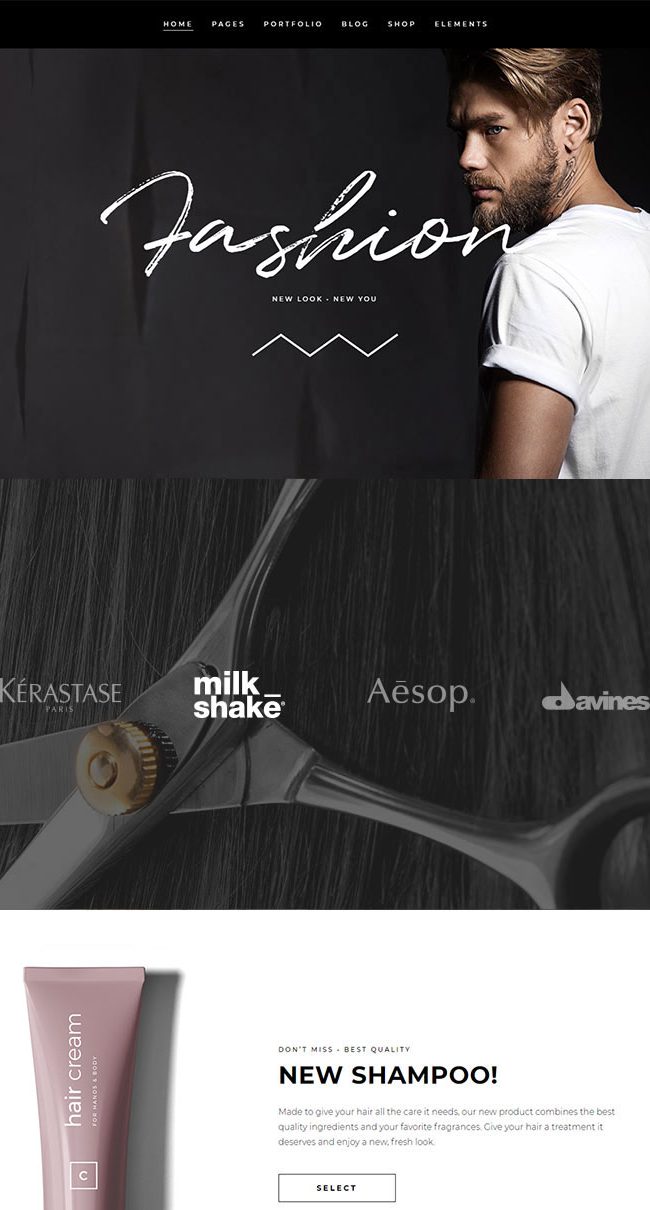 HOME PAGES PORTFOLIO BLOG SHOP ELEMENTS
Fashion
NEW LOOK - NEW YOU
KÉRASTASE
PARIS
milk_
shake®
Aēsop®
davines
hair cream
FOR HANDS & BODY
C
DON'T MISS - BEST QUALITY
NEW SHAMPOO!
Made to give your hair all the care it needs, our new product combines the best
quality ingredients and your favorite fragrances. Give your hair a treatment it
deserves and enjoy a new, fresh look.
SELECT